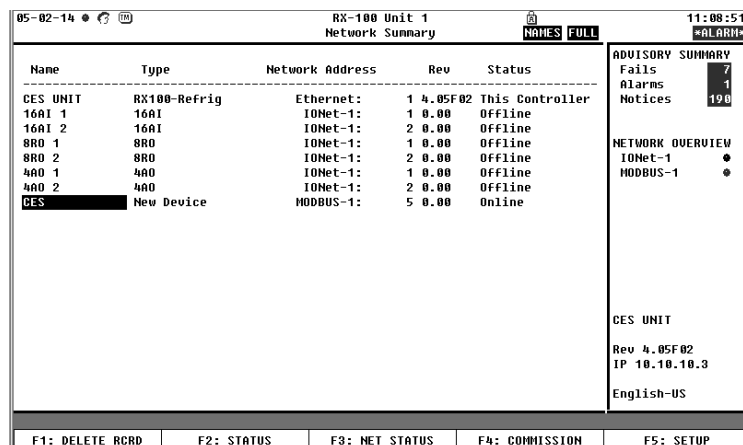 05-02-14 RX-100 Unit 1 11:08:51
Network Summary NAMES FULL *ALARM*
ADVISORY SUMMARY
Fails 7
Alarms 1
Notices 190
NETWORK OVERVIEW
IONet-1
MODBUS-1
Name Type Network Address Rev Status
CES UNIT RX100-Refrig Ethernet: 1 4.05F02 This Controller
16AI 1 16AI IONet-1: 1 0.00 Offline
16AI 2 16AI IONet-1: 2 0.00 Offline
8RO 1 8RO IONet-1: 1 0.00 Offline
8RO 2 8RO IONet-1: 2 0.00 Offline
4AO 1 4AO IONet-1: 1 0.00 Offline
4AO 2 4AO IONet-1: 2 0.00 Offline
CES New Device MODBUS-1: 5 0.00 Online
CES UNIT
Rev 4.05F02
IP 10.10.10.3
English-US
F1: DELETE RCRD F2: STATUS F3: NET STATUS F4: COMMISSION F5: SETUP